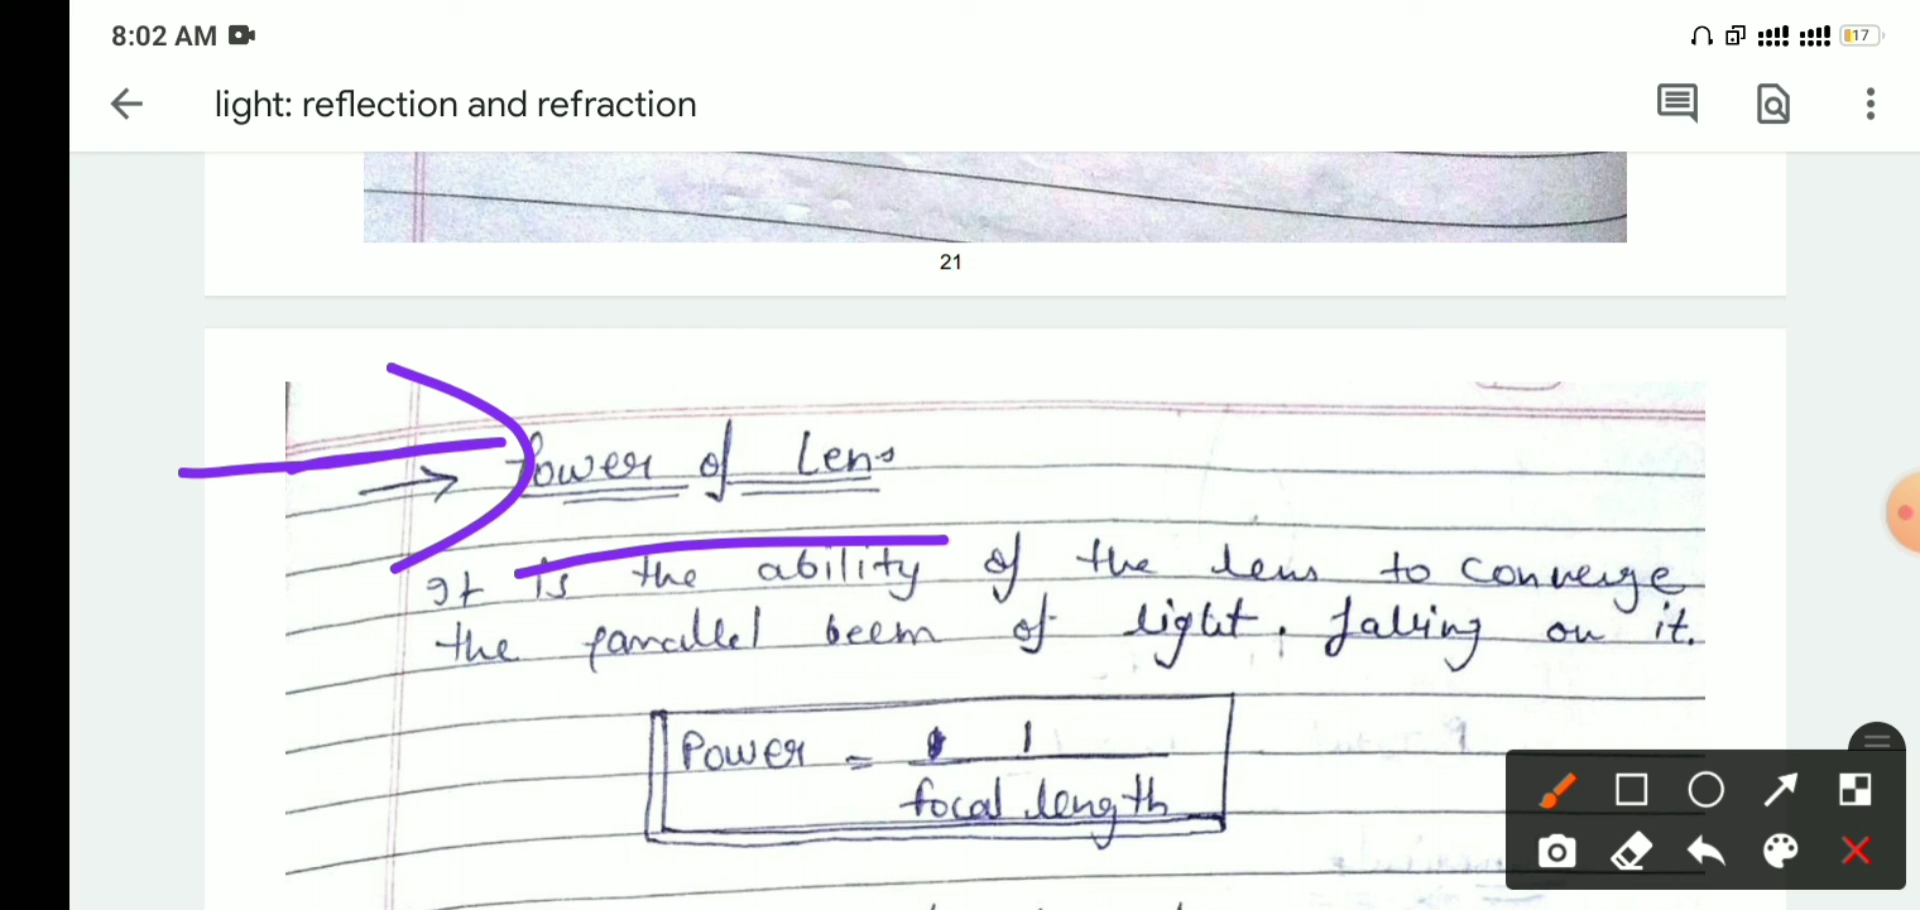 8:02 AM
17
light: reflection and refraction
21
→ Power of Lens
It is the ability of the lens to converge
the parallel beem of light. falling on it.
Power = 1
focal length